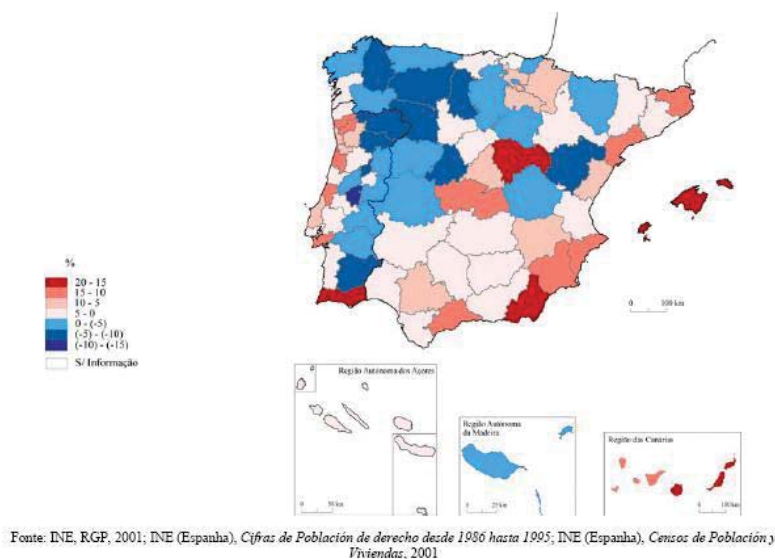 %
20 - 15
15 - 10
10 - 5
5 - 0
0 - (-5)
(-5) - (-10)
(-10) - (-15)
S/ Informação
0 100 km
Região Autónoma dos Açores
0 50 km
Região Autónoma
da Madeira
0 25 km
Região das Canárias
0 100 km
Fonte: INE, RGP, 2001; INE (Espanha), Cifras de Población de derecho desde 1986 hasta 1995; INE (Espanha), Censos de Población y
Viviendas, 2001